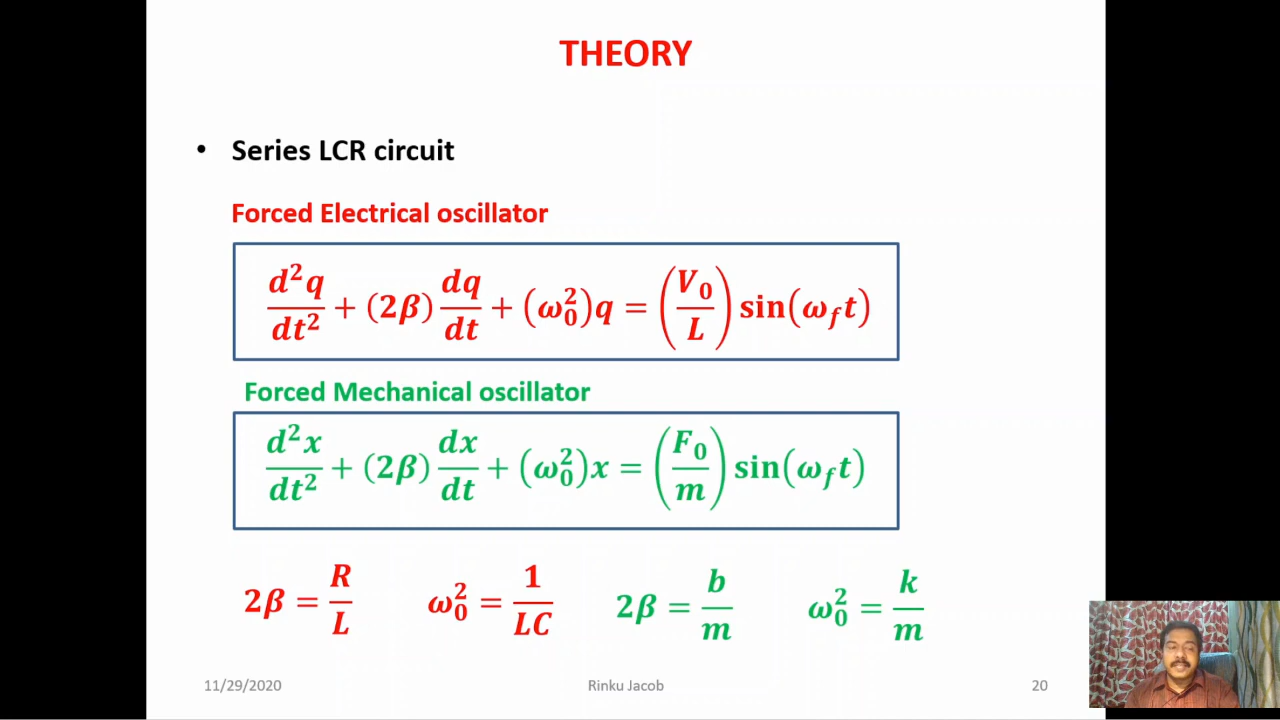 THEORY
• Series LCR circuit
Forced Electrical oscillator
d²q/dt² + (2β) dq/dt + (ω₀²)q = (V₀/L) sin(ω_f t)
Forced Mechanical oscillator
d²x/dt² + (2β) dx/dt + (ω₀²)x = (F₀/m) sin(ω_f t)
2β = R/L ω₀² = 1/LC 2β = b/m ω₀² = k/m
11/29/2020 Rinku Jacob 20